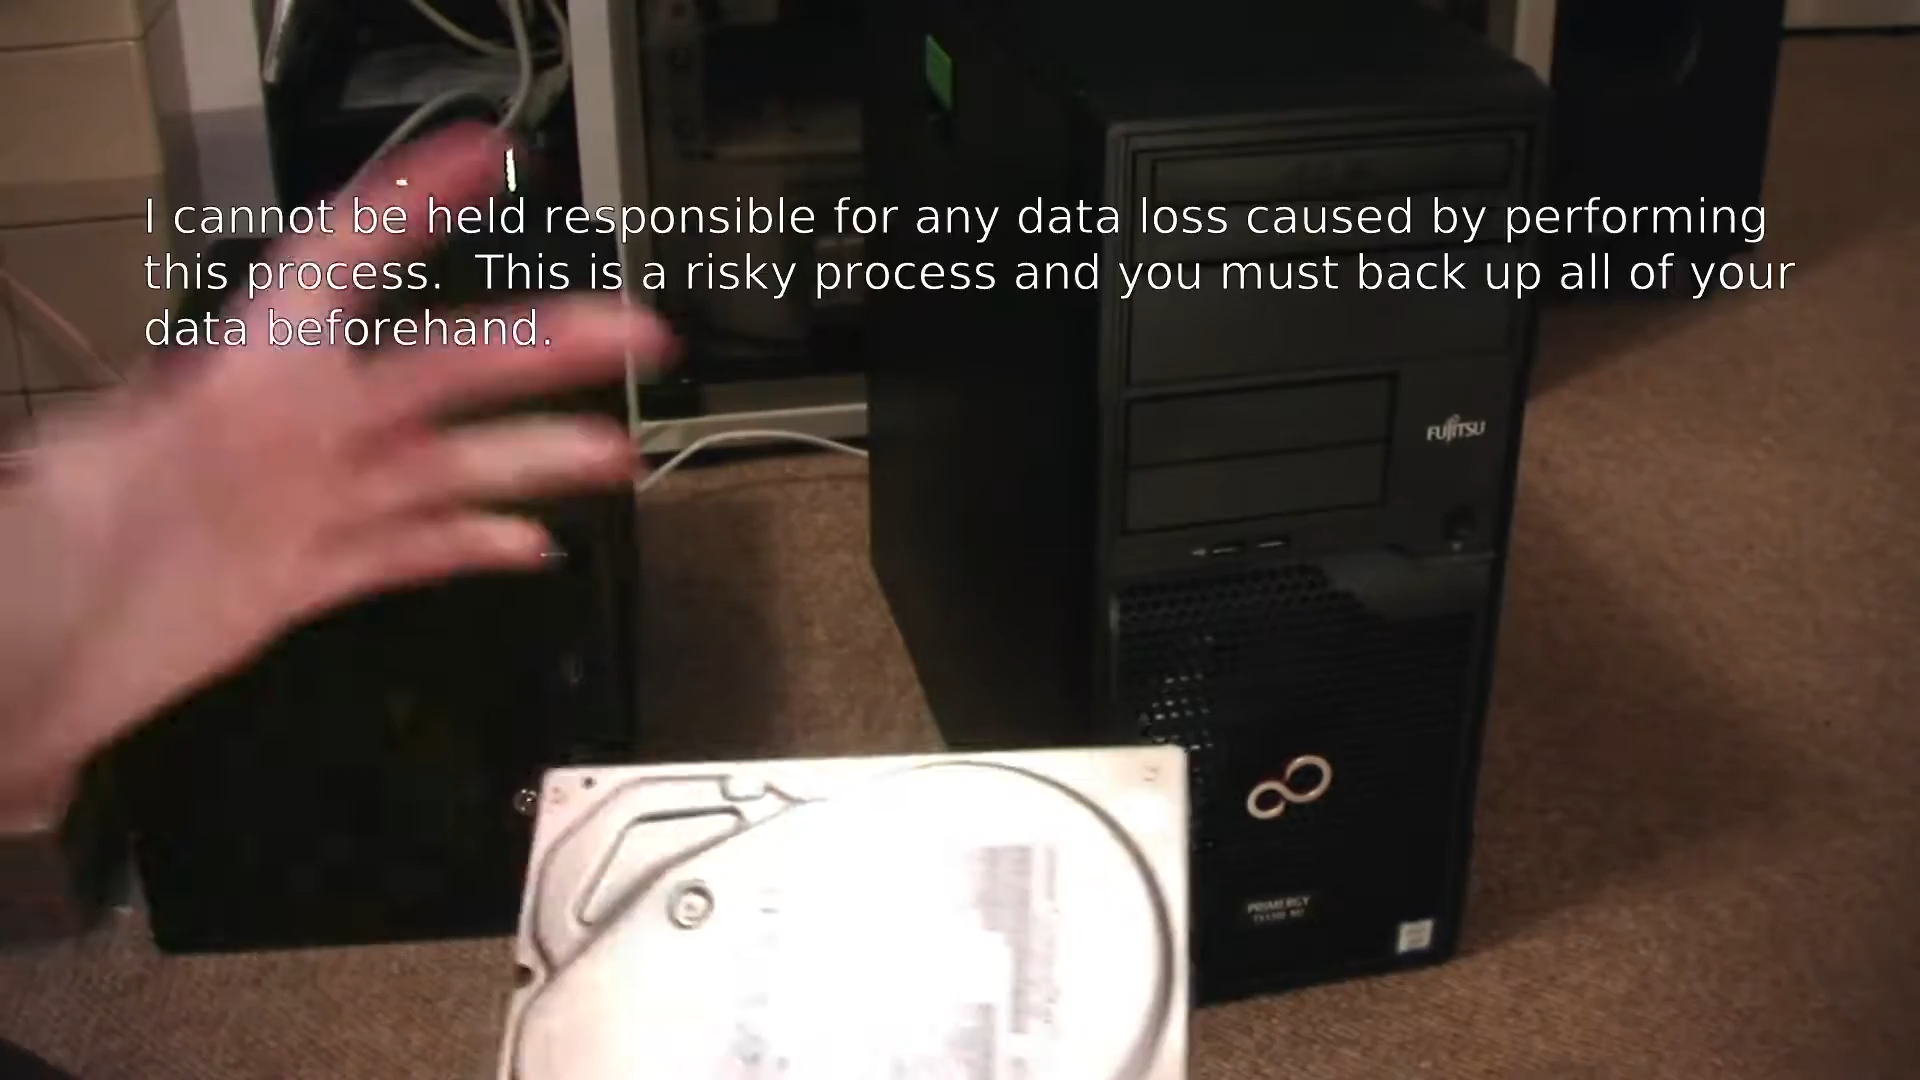 I cannot be held responsible for any data loss caused by performing
this process.  This is a risky process and you must back up all of your
data beforehand.
FUJITSU
PRIMERGY